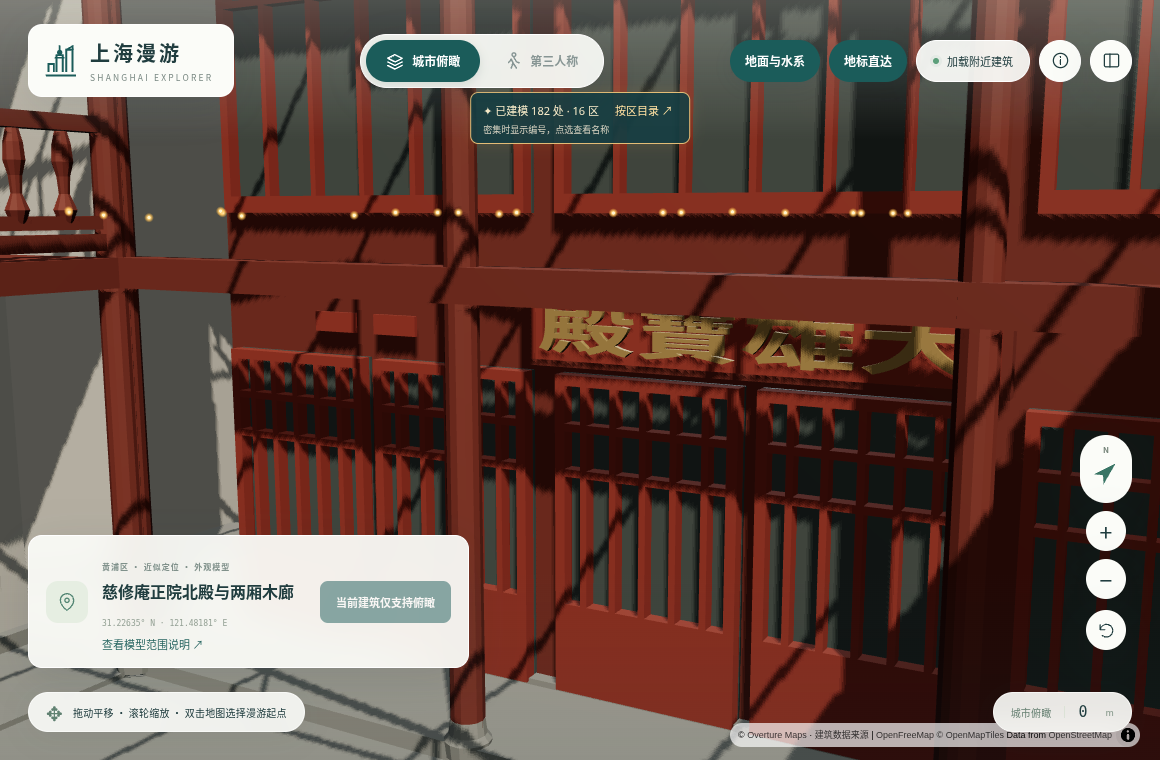 上海漫游
SHANGHAI EXPLORER
城市俯瞰
第三人称
地面与水系
地标直达
加载附近建筑
✦ 已建模 182 处 · 16 区 按区目录 ↗
密集时显示编号，点选查看名称
殿寶雄大
N
黄浦区 · 近似定位 · 外观模型
慈修庵正院北殿与两厢木廊
31.22635° N · 121.48181° E
查看模型范围说明 ↗
当前建筑仅支持俯瞰
拖动平移 · 滚轮缩放 · 双击地图选择漫游起点
城市俯瞰 0 m
© Overture Maps · 建筑数据来源 | OpenFreeMap © OpenMapTiles Data from OpenStreetMap